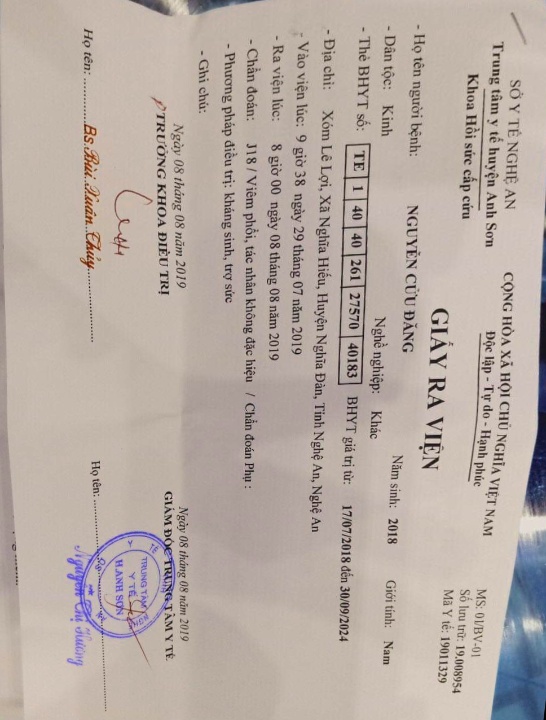 SỞ Y TẾ NGHỆ AN
Trung tâm y tế huyện Anh Sơn
Khoa Hồi sức cấp cứu
CỘNG HÒA XÃ HỘI CHỦ NGHĨA VIỆT NAM
Độc lập - Tự do - Hạnh phúc
MS: 01/BV-01
Số lưu trữ: 19.008954
Mã Y tế: 19011329
GIẤY RA VIỆN
- Họ tên người bệnh: NGUYỄN CỬU ĐĂNG Năm sinh: 2018 Giới tính: Nam
- Dân tộc: Kinh Nghề nghiệp: Khác
- Thẻ BHYT số: TE 1 40 40 261 27570 40183 BHYT giá trị từ: 17/07/2018 đến 30/09/2024
- Địa chỉ: Xóm Lê Lợi, Xã Nghĩa Hiếu, Huyện Nghĩa Đàn, Tỉnh Nghệ An, Nghệ An
- Vào viện lúc: 9 giờ 38 ngày 29 tháng 07 năm 2019
- Ra viện lúc: 8 giờ 00 ngày 08 tháng 08 năm 2019
- Chẩn đoán: J18 / Viêm phổi, tác nhân không đặc hiệu / Chẩn đoán Phụ :
- Phương pháp điều trị: kháng sinh, trợ sức
- Ghi chú:
Ngày 08 tháng 08 năm 2019
TRƯỞNG KHOA ĐIỀU TRỊ
Họ tên: Bs. Bùi Xuân Thủy
Ngày 08 tháng 08 năm 2019
GIÁM ĐỐC TRUNG TÂM Y TẾ
TRUNG TÂM
Y TẾ
H.ANH SƠN
Họ tên:
Nguyễn Thị Hương